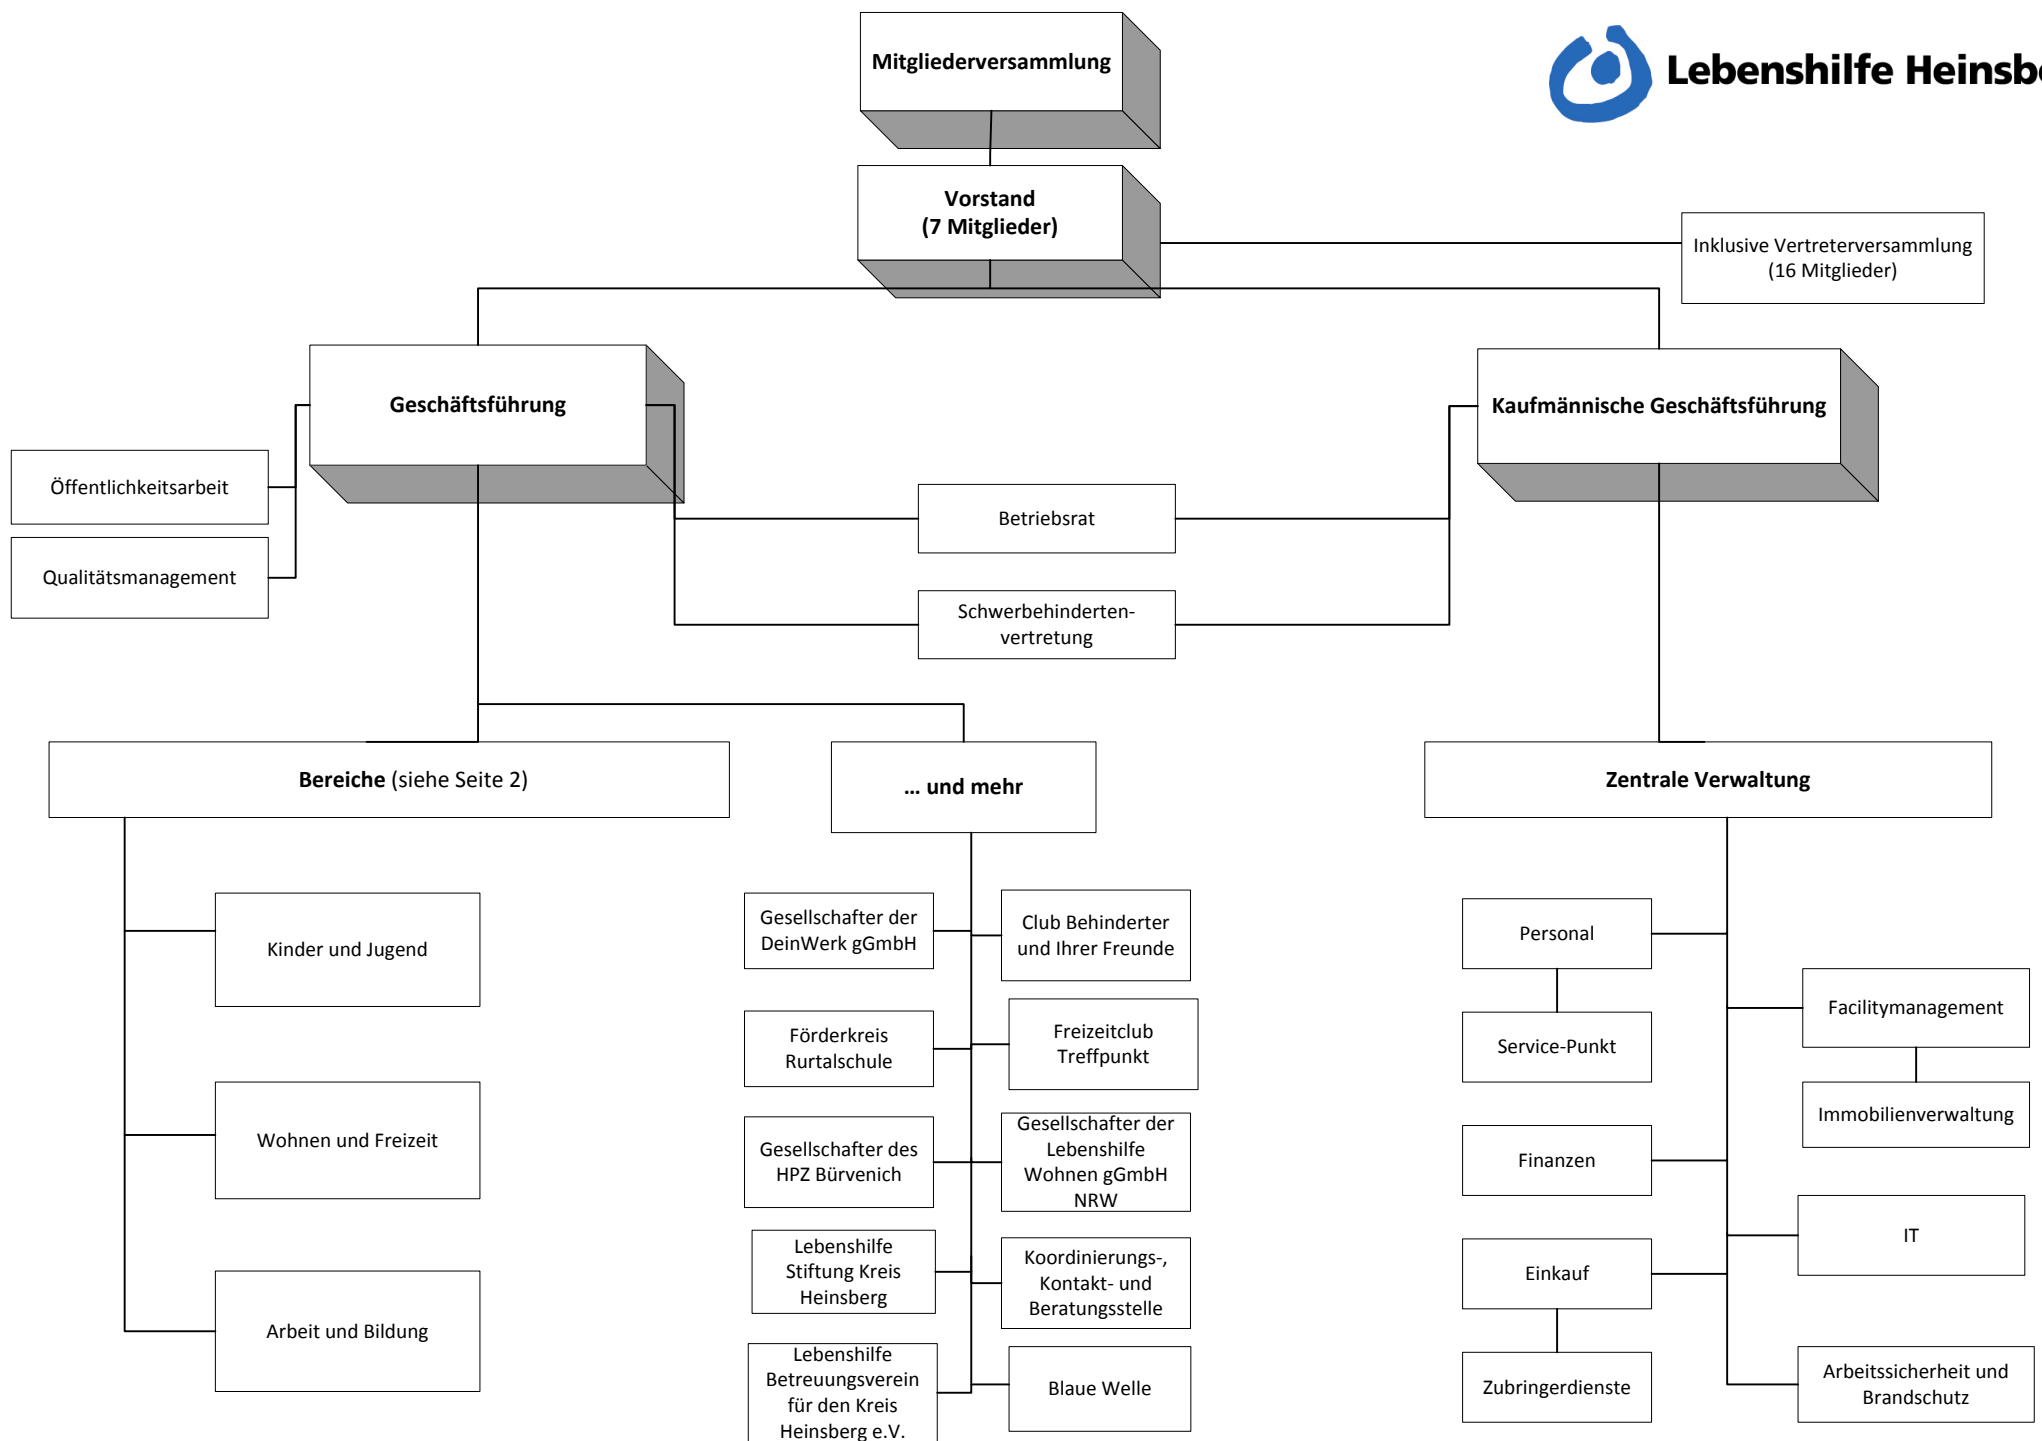 Mitgliederversammlung
Lebenshilfe Heinsbe
Vorstand
(7 Mitglieder)
Inklusive Vertreterversammlung
(16 Mitglieder)
Geschäftsführung
Kaufmännische Geschäftsführung
Öffentlichkeitsarbeit
Qualitätsmanagement
Betriebsrat
Schwerbehinderten-
vertretung
Bereiche (siehe Seite 2)
... und mehr
Zentrale Verwaltung
Kinder und Jugend
Wohnen und Freizeit
Arbeit und Bildung
Gesellschafter der
DeinWerk gGmbH
Club Behinderter
und Ihrer Freunde
Förderkreis
Rurtalschule
Freizeitclub
Treffpunkt
Gesellschafter des
HPZ Bürvenich
Gesellschafter der
Lebenshilfe
Wohnen gGmbH
NRW
Lebenshilfe
Stiftung Kreis
Heinsberg
Koordinierungs-,
Kontakt- und
Beratungsstelle
Lebenshilfe
Betreuungsverein
für den Kreis
Heinsberg e.V.
Blaue Welle
Personal
Service-Punkt
Facilitymanagement
Immobilienverwaltung
Finanzen
IT
Einkauf
Zubringerdienste
Arbeitssicherheit und
Brandschutz